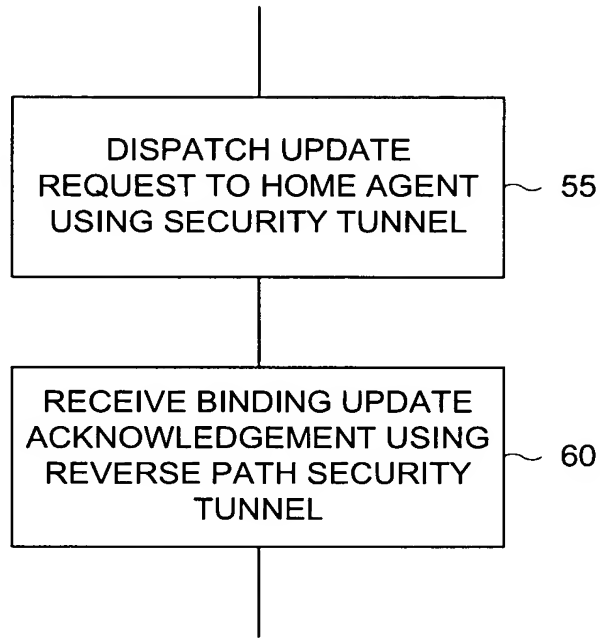 DISPATCH UPDATE
REQUEST TO HOME AGENT
USING SECURITY TUNNEL
55
RECEIVE BINDING UPDATE
ACKNOWLEDGEMENT USING
REVERSE PATH SECURITY
TUNNEL
60